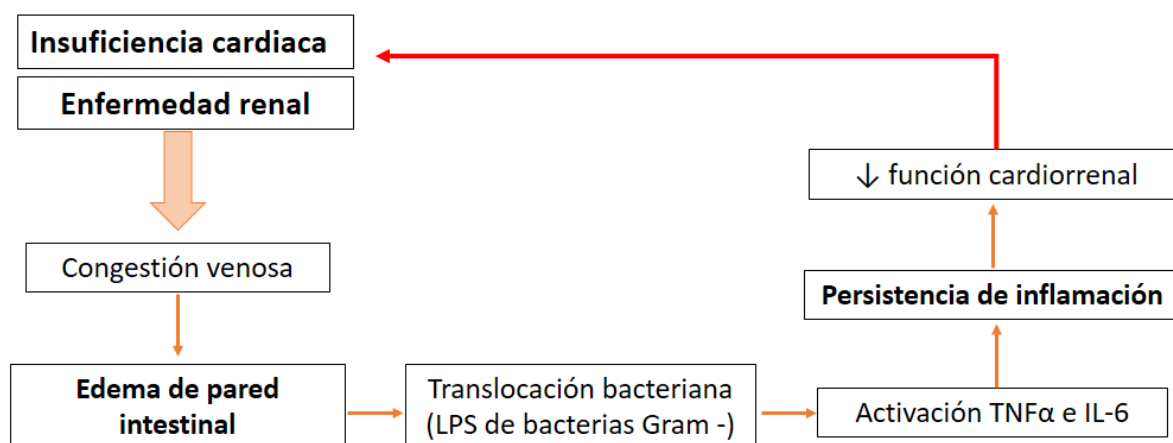 Insuficiencia cardiaca
Enfermedad renal
Congestión venosa
Edema de pared
intestinal
Translocación bacteriana
(LPS de bacterias Gram -)
Activación TNFα e IL-6
Persistencia de inflamación
↓ función cardiorrenal